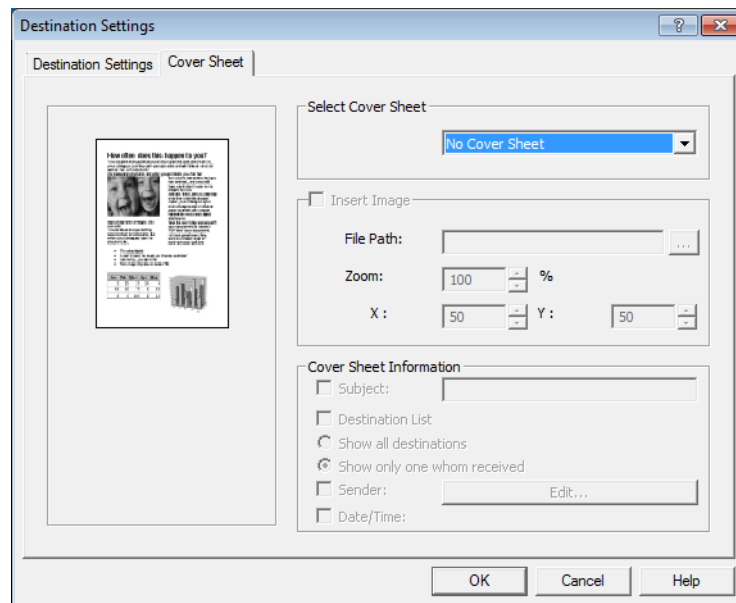 Destination Settings
Destination Settings
Cover Sheet
How often does this happen to you?
Select Cover Sheet
No Cover Sheet
Insert Image
File Path:
...
Zoom: 100 %
X : 50 Y : 50
Cover Sheet Information
Subject:
Destination List
Show all destinations
Show only one whom received
Sender: Edit...
Date/Time:
OK Cancel Help